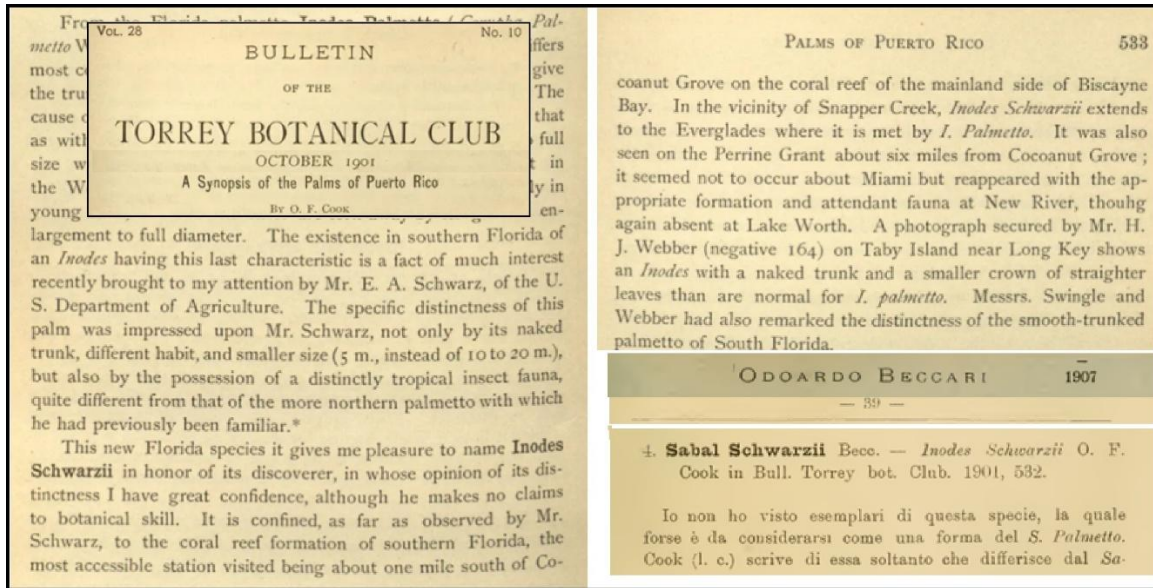 From the Florida palmetto Inodes Palmetto (Corypha Pal-
metto
most give
the The
cause that
as full
size in
the in
young en-
VOL. 28 No. 10
BULLETIN
OF THE
TORREY BOTANICAL CLUB
OCTOBER 1901
A Synopsis of the Palms of Puerto Rico
BY O. F. COOK
largement to full diameter. The existence in southern Florida of
an Inodes having this last characteristic is a fact of much interest
recently brought to my attention by Mr. E. A. Schwarz, of the U.
S. Department of Agriculture. The specific distinctness of this
palm was impressed upon Mr. Schwarz, not only by its naked
trunk, different habit, and smaller size (5 m., instead of 10 to 20 m.),
but also by the possession of a distinctly tropical insect fauna,
quite different from that of the more northern palmetto with which
he had previously been familiar.*
This new Florida species it gives me pleasure to name Inodes
Schwarzii in honor of its discoverer, in whose opinion of its dis-
tinctness I have great confidence, although he makes no claims
to botanical skill. It is confined, as far as observed by Mr.
Schwarz, to the coral reef formation of southern Florida, the
most accessible station visited being about one mile south of Co-
PALMS OF PUERTO RICO 533
coanut Grove on the coral reef of the mainland side of Biscayne
Bay. In the vicinity of Snapper Creek, Inodes Schwarzii extends
to the Everglades where it is met by I. Palmetto. It was also
seen on the Perrine Grant about six miles from Cocoanut Grove ;
it seemed not to occur about Miami but reappeared with the ap-
propriate formation and attendant fauna at New River, thouhg
again absent at Lake Worth. A photograph secured by Mr. H.
J. Webber (negative 164) on Taby Island near Long Key shows
an Inodes with a naked trunk and a smaller crown of straighter
leaves than are normal for I. palmetto. Messrs. Swingle and
Webber had also remarked the distinctness of the smooth-trunked
palmetto of South Florida.
ODOARDO BECCARI 1907
— 39 —
4. Sabal Schwarzii Becc. — Inodes Schwarzii O. F.
Cook in Bull. Torrey bot. Club. 1901, 532.
Io non ho visto esemplari di questa specie, la quale
forse è da considerarsi come una forma del S. Palmetto.
Cook (l. c.) scrive di essa soltanto che differisce dal Sa-